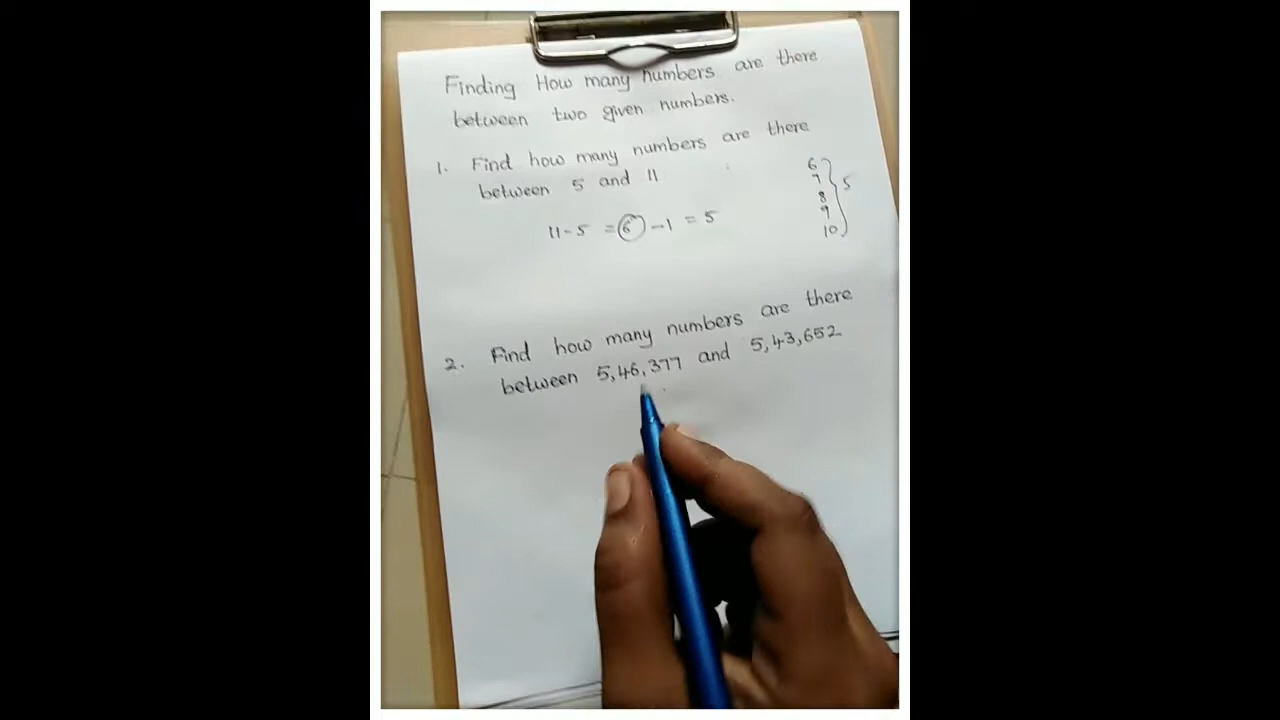 Finding How many numbers are there
between two given numbers.
1. Find how many numbers are there
between 5 and 11
11-5 = 6 -1 = 5
6
7
8
9
10
5
2. Find how many numbers are there
between 5,46,377 and 5,43,652